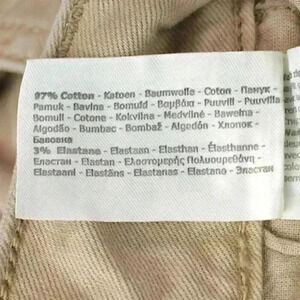 97% Cotton - Katoen - Baumwolle - Coton - Памук -
Pamuk - Bavlna - Bomuld - Βαμβάκι - Puuvill - Puuvilla -
Bomull - Cotone - Kokvilna - Medvilnė - Bawełna -
Algodão - Bumbac - Bombaž - Algodón - Хлопок -
Бавовна
3% Elastane - Elastaan - Elasthan - Élasthanne -
Еластан - Elastan - Ελαστομερής Πολυουρεθάνη -
Elastaani - Elastāns - Elastanas - Elastano - Эластан